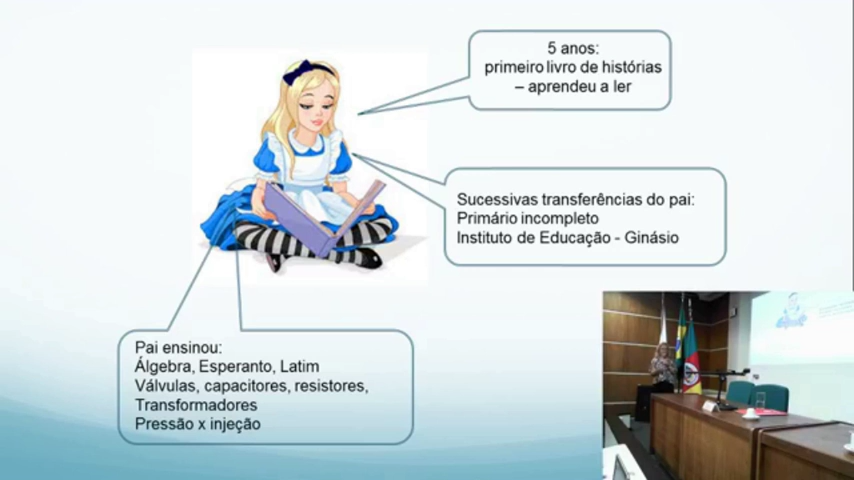 5 anos:
primeiro livro de histórias
– aprendeu a ler
Sucessivas transferências do pai:
Primário incompleto
Instituto de Educação - Ginásio
Pai ensinou:
Álgebra, Esperanto, Latim
Válvulas, capacitores, resistores,
Transformadores
Pressão x injeção